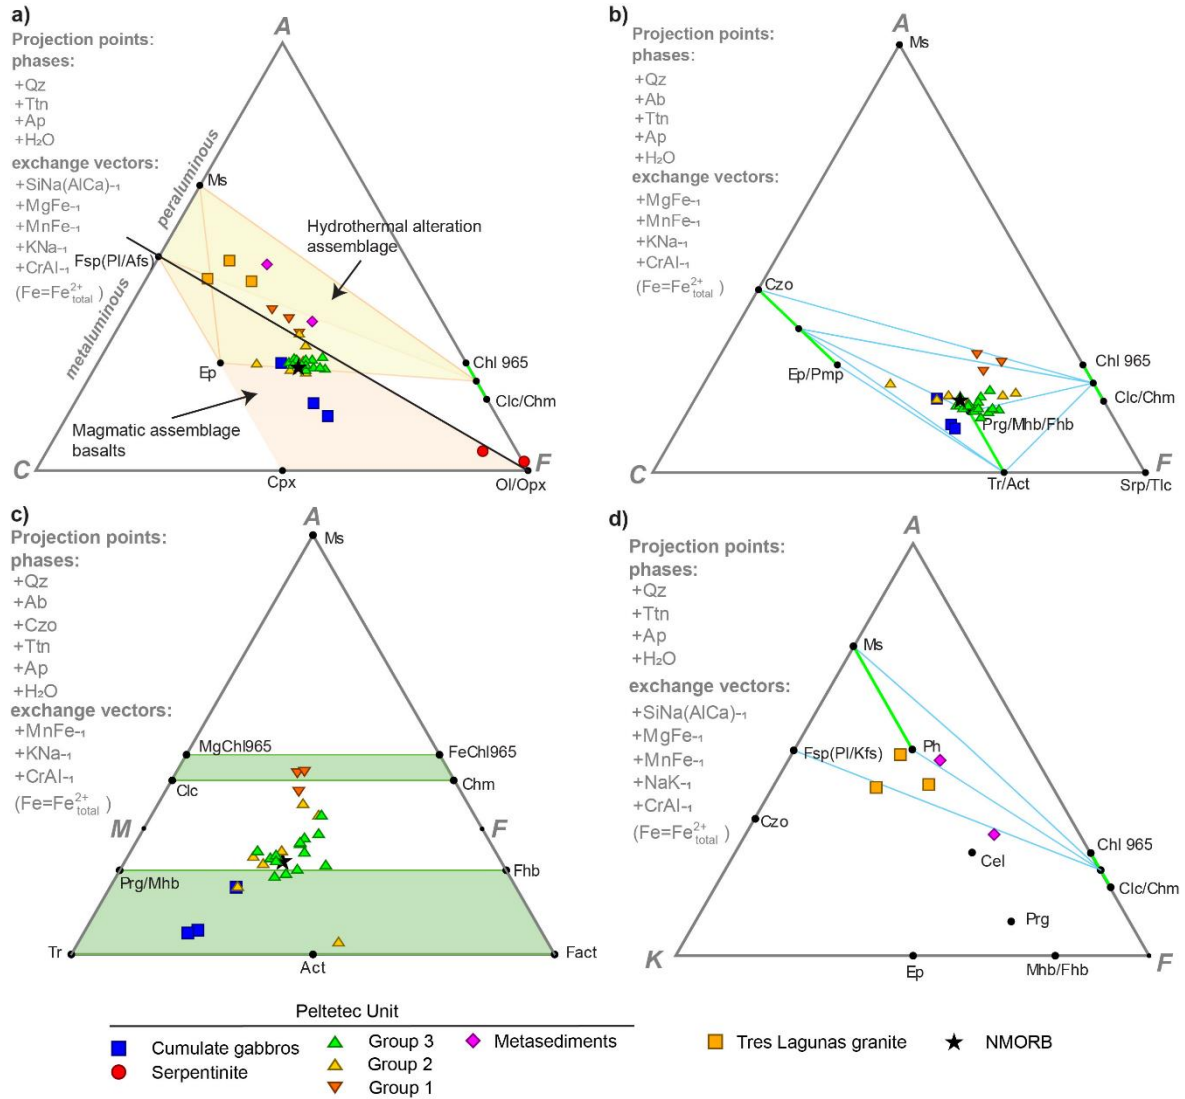 a)
Projection points:
phases:
+Qz
+Ttn
+Ap
+H₂O
exchange vectors:
+SiNa(AlCa)₋₁
+MgFe₋₁
+MnFe₋₁
+KNa₋₁
+CrAl₋₁
(Fe=Fe²⁺total)
A
peraluminous
Ms
Hydrothermal alteration
assemblage
Fsp(Pl/Afs)
metaluminous
Ep
Chl 965
Clc/Chm
Magmatic assemblage
basalts
C
Cpx
F
Ol/Opx
b)
Projection points:
phases:
+Qz
+Ab
+Ttn
+Ap
+H₂O
exchange vectors:
+MgFe₋₁
+MnFe₋₁
+KNa₋₁
+CrAl₋₁
(Fe=Fe²⁺total)
A
Ms
Czo
Ep/Pmp
Chl 965
Clc/Chm
Prg/Mhb/Fhb
C
Tr/Act
F
Srp/Tlc
c)
Projection points:
phases:
+Qz
+Ab
+Czo
+Ttn
+Ap
+H₂O
exchange vectors:
+MnFe₋₁
+KNa₋₁
+CrAl₋₁
(Fe=Fe²⁺total)
A
Ms
MgChl965
FeChl965
Clc
Chm
M
F
Prg/Mhb
Fhb
Tr
Act
Fact
d)
Projection points:
phases:
+Qz
+Ttn
+Ap
+H₂O
exchange vectors:
+SiNa(AlCa)₋₁
+MgFe₋₁
+MnFe₋₁
+NaK₋₁
+CrAl₋₁
(Fe=Fe²⁺total)
A
Ms
Fsp(Pl/Kfs)
Ph
Czo
Chl 965
Cel
Clc/Chm
Prg
K
Ep
Mhb/Fhb
F
Peltetec Unit
Cumulate gabbros
Serpentinite
Group 3
Group 2
Group 1
Metasediments
Tres Lagunas granite
NMORB